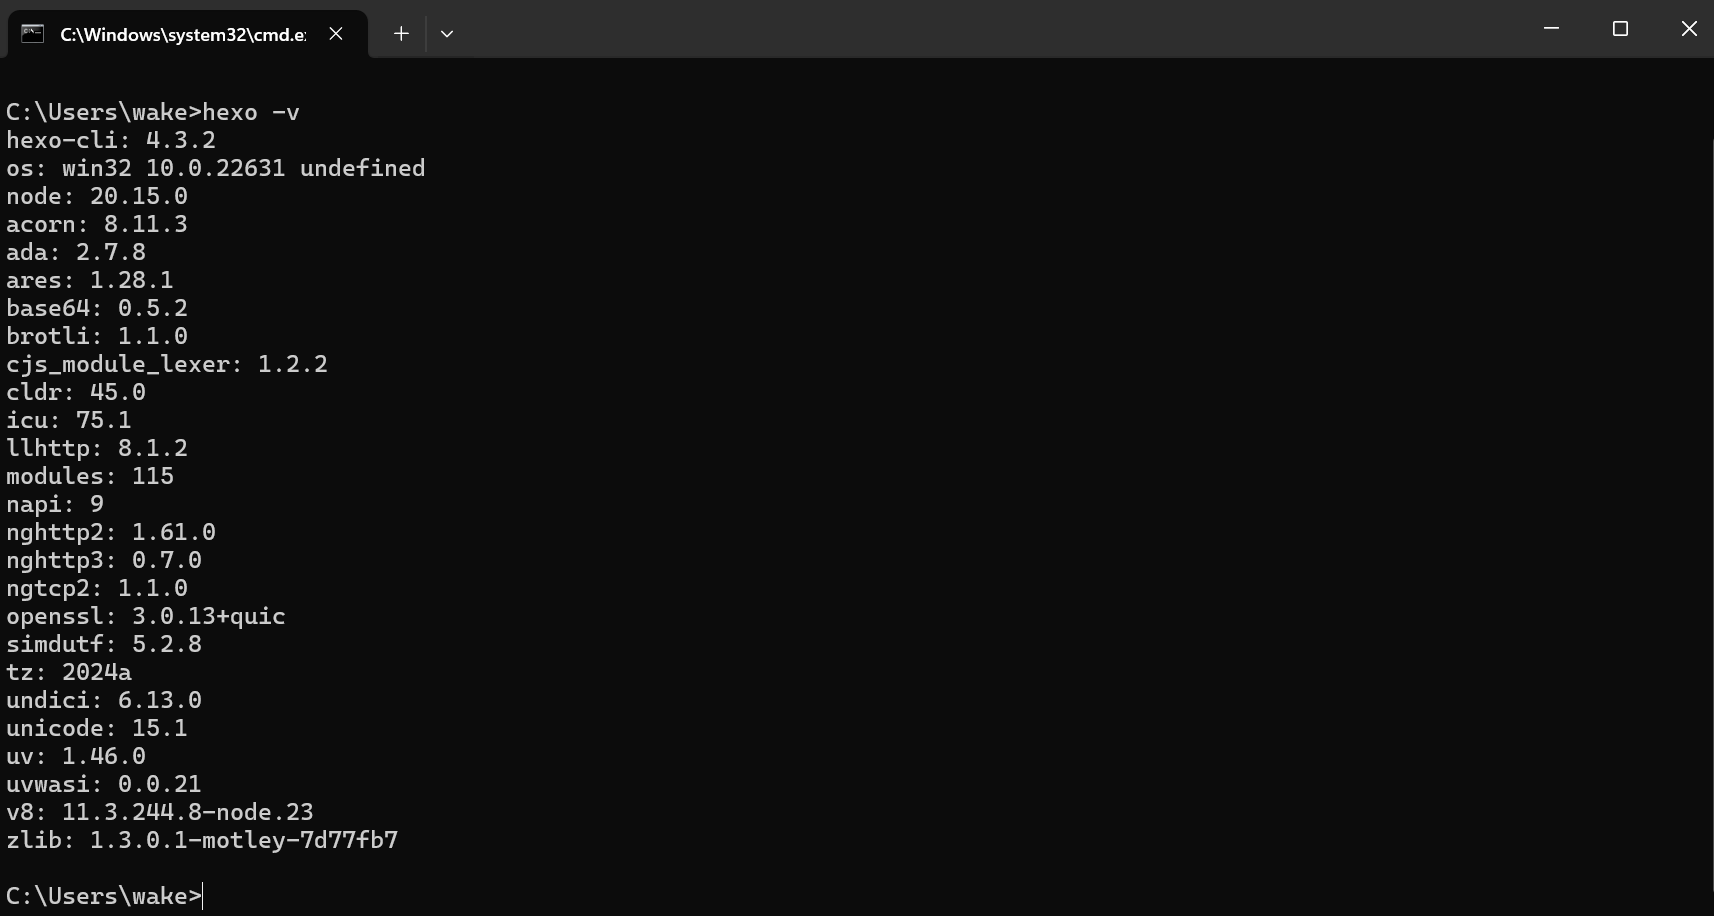 C:\Windows\system32\cmd.e
C:\Users\wake>hexo -v
hexo-cli: 4.3.2
os: win32 10.0.22631 undefined
node: 20.15.0
acorn: 8.11.3
ada: 2.7.8
ares: 1.28.1
base64: 0.5.2
brotli: 1.1.0
cjs_module_lexer: 1.2.2
cldr: 45.0
icu: 75.1
llhttp: 8.1.2
modules: 115
napi: 9
nghttp2: 1.61.0
nghttp3: 0.7.0
ngtcp2: 1.1.0
openssl: 3.0.13+quic
simdutf: 5.2.8
tz: 2024a
undici: 6.13.0
unicode: 15.1
uv: 1.46.0
uvwasi: 0.0.21
v8: 11.3.244.8-node.23
zlib: 1.3.0.1-motley-7d77fb7
C:\Users\wake>